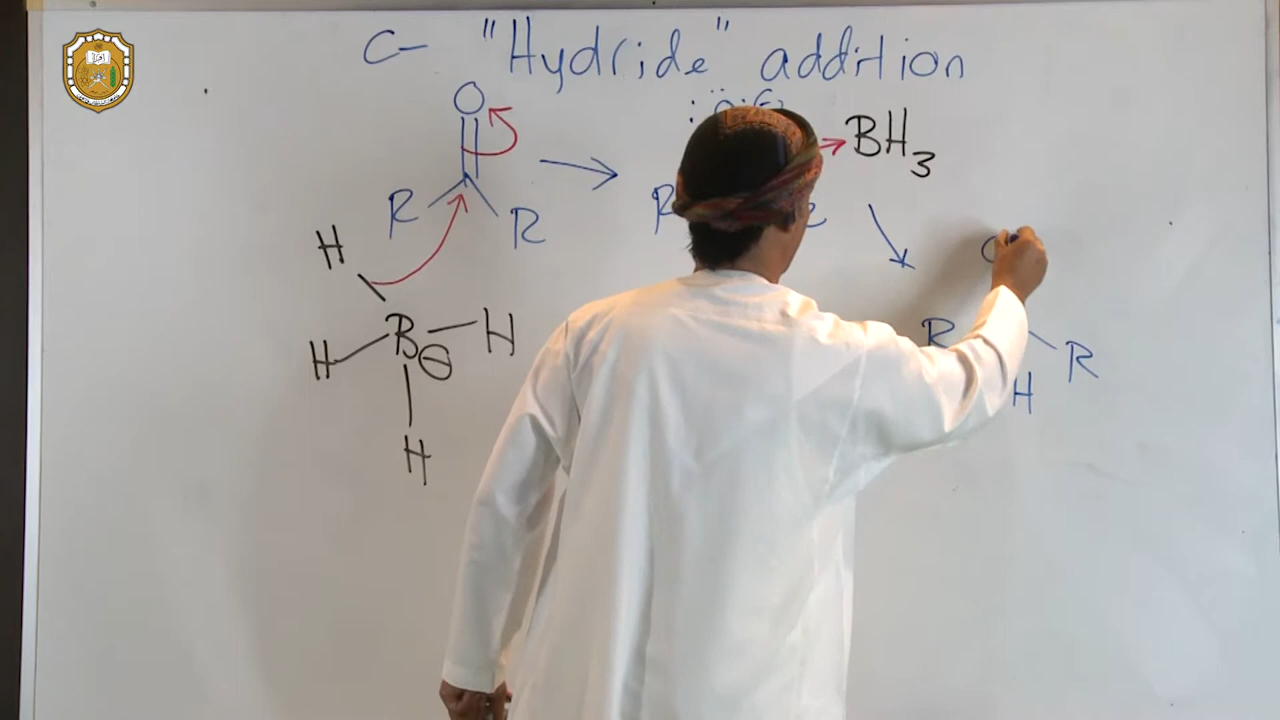 C- "Hydride" addition
O
BH3
R R
R
H
H B⊖ H
H
R R
H